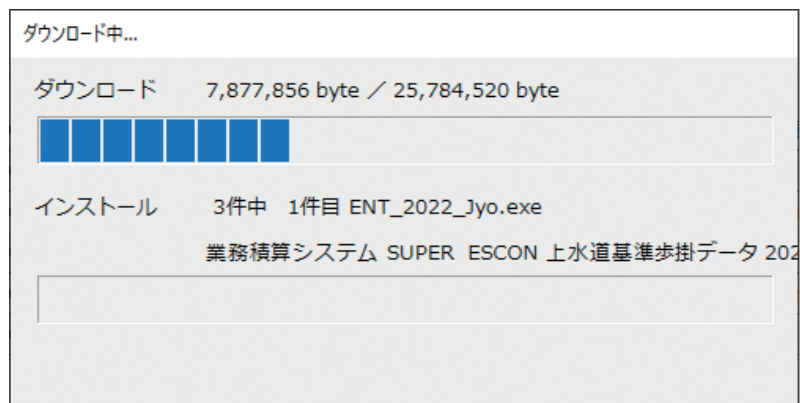 ダウンロード中...
ダウンロード 7,877,856 byte ／ 25,784,520 byte
インストール 3件中 1件目 ENT_2022_Jyo.exe
業務積算システム SUPER ESCON 上水道基準歩掛データ 202